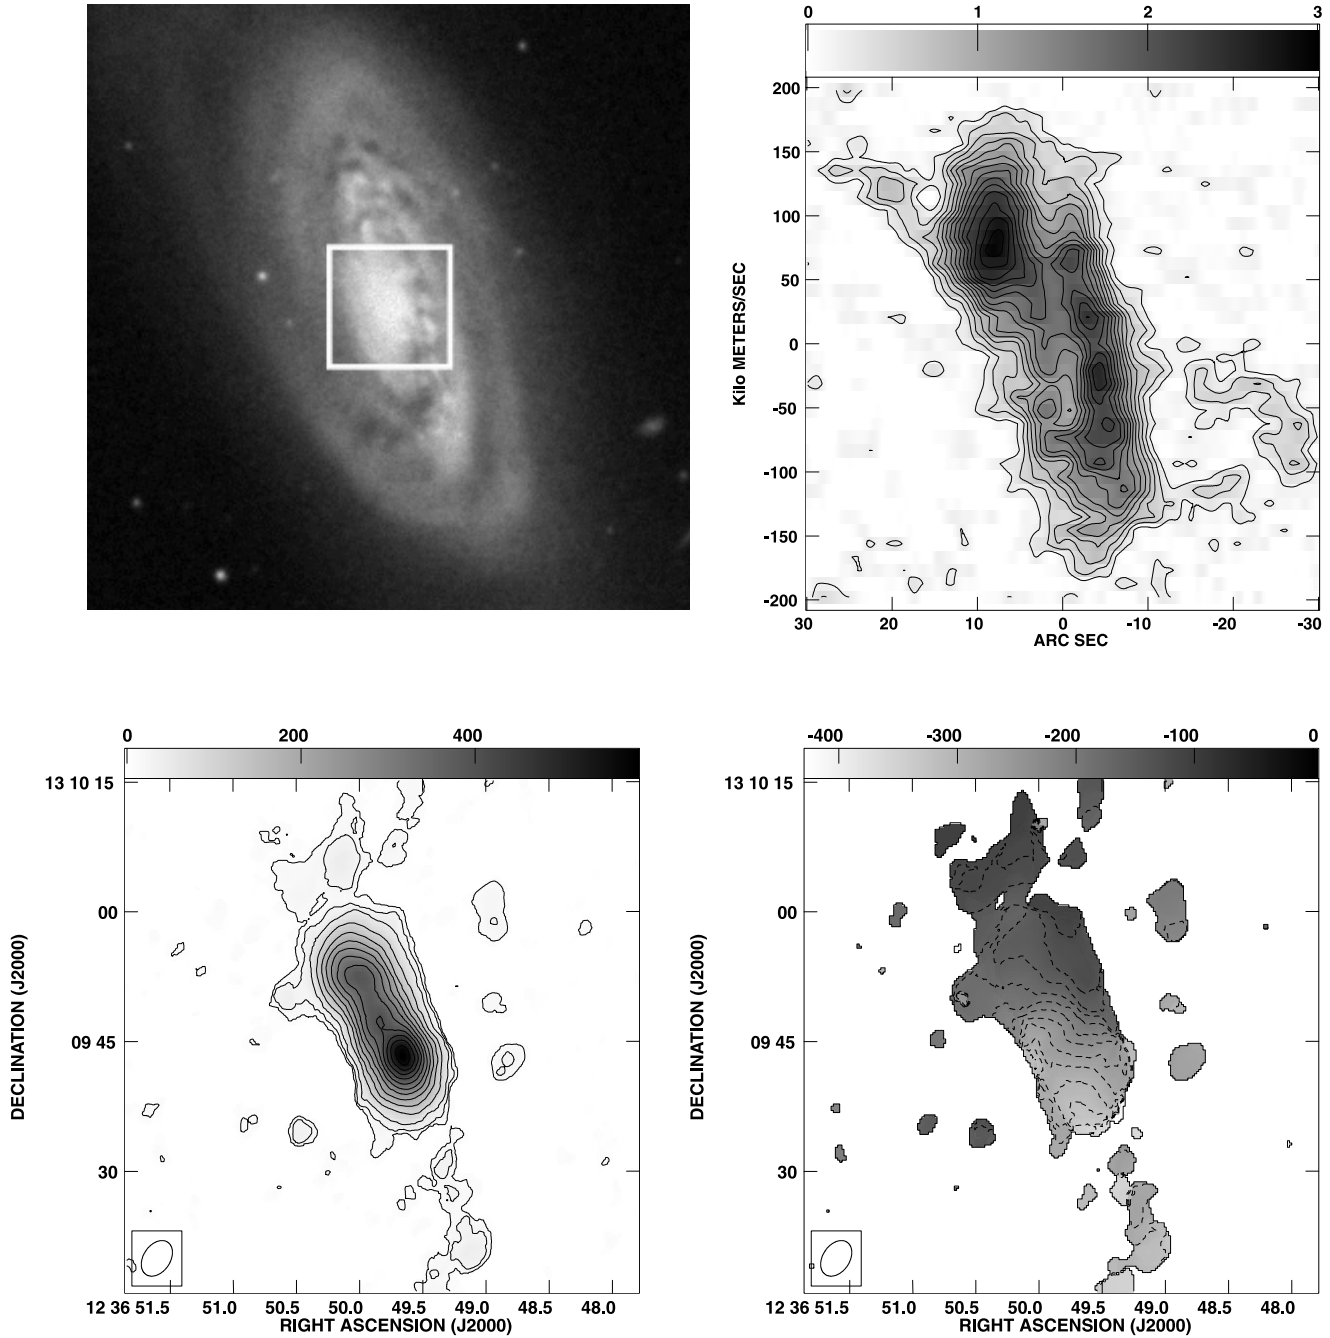 0 1 2 3
200
150
100
50
0
-50
-100
-150
-200
Kilo METERS/SEC
30 20 10 0 -10 -20 -30
ARC SEC
0 200 400
13 10 15
00
09 45
30
DECLINATION (J2000)
12 36 51.5 51.0 50.5 50.0 49.5 49.0 48.5 48.0
RIGHT ASCENSION (J2000)
-400 -300 -200 -100 0
13 10 15
00
09 45
30
DECLINATION (J2000)
12 36 51.5 51.0 50.5 50.0 49.5 49.0 48.5 48.0
RIGHT ASCENSION (J2000)